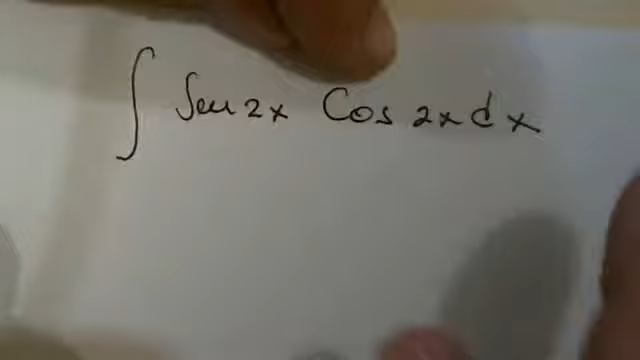 ∫ Sen 2x Cos 2x dx